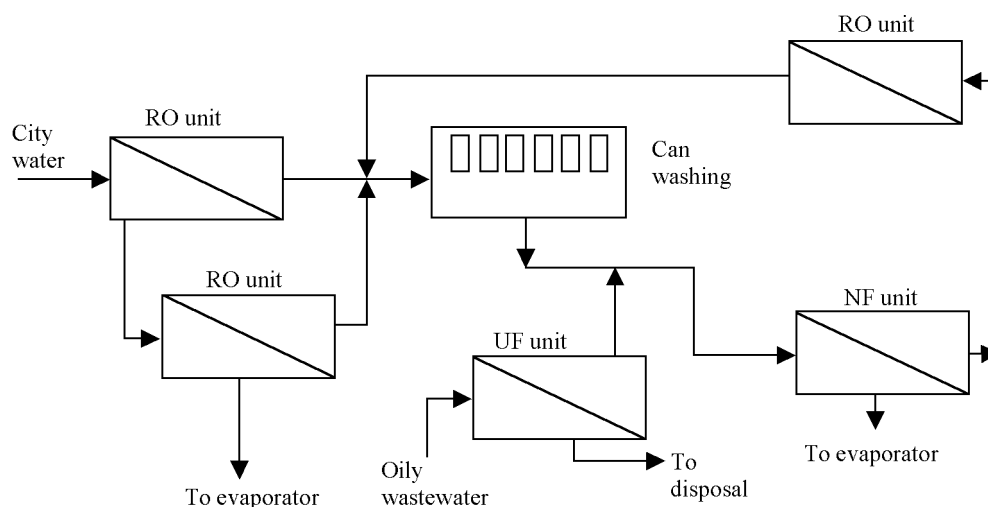 RO unit
RO unit
City
water
Can
washing
RO unit
NF unit
UF unit
Oily
wastewater
To
disposal
To evaporator
To evaporator